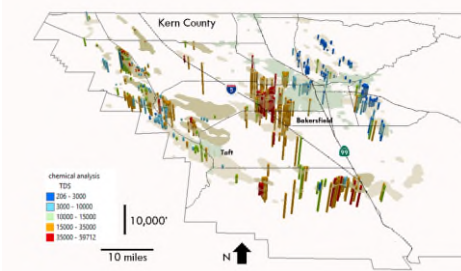 Kern County
5
Bakersfield
Taft
99
chemical analysis
TDS
206 - 3000
3000 - 10000
10000 - 15000
15000 - 35000
35000 - 39712
10,000'
10 miles
N